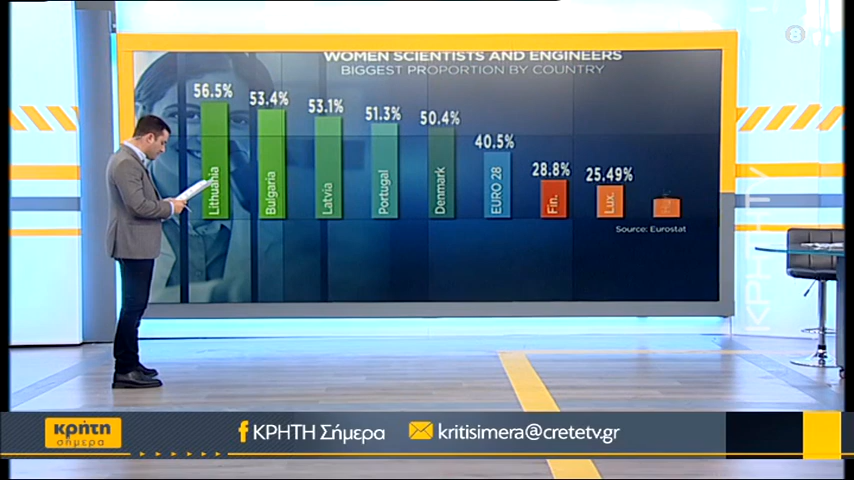 WOMEN SCIENTISTS AND ENGINEERS
BIGGEST PROPORTION BY COUNTRY
56.5%
53.4%
53.1%
51.3%
50.4%
40.5%
28.8%
25.49%
Lithuania
Bulgaria
Latvia
Portugal
Denmark
EURO 28
Fin.
Lux.
Source: Eurostat
8
ΚΡΗΤΗTV
κρήτη
σήμερα
f ΚΡΗΤΗ Σήμερα
kritisimera@cretetv.gr